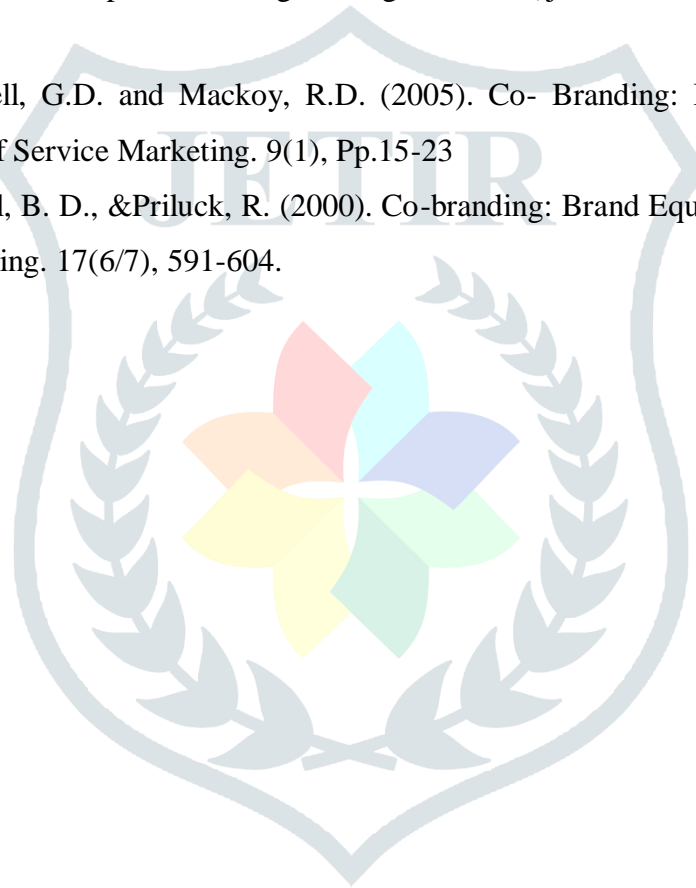 ell, G.D. and Mackoy, R.D. (2005). Co- Branding:
f Service Marketing. 9(1), Pp.15-23
l, B. D., &Priluck, R. (2000). Co-branding: Brand Equ
ing. 17(6/7), 591-604.
JETIR